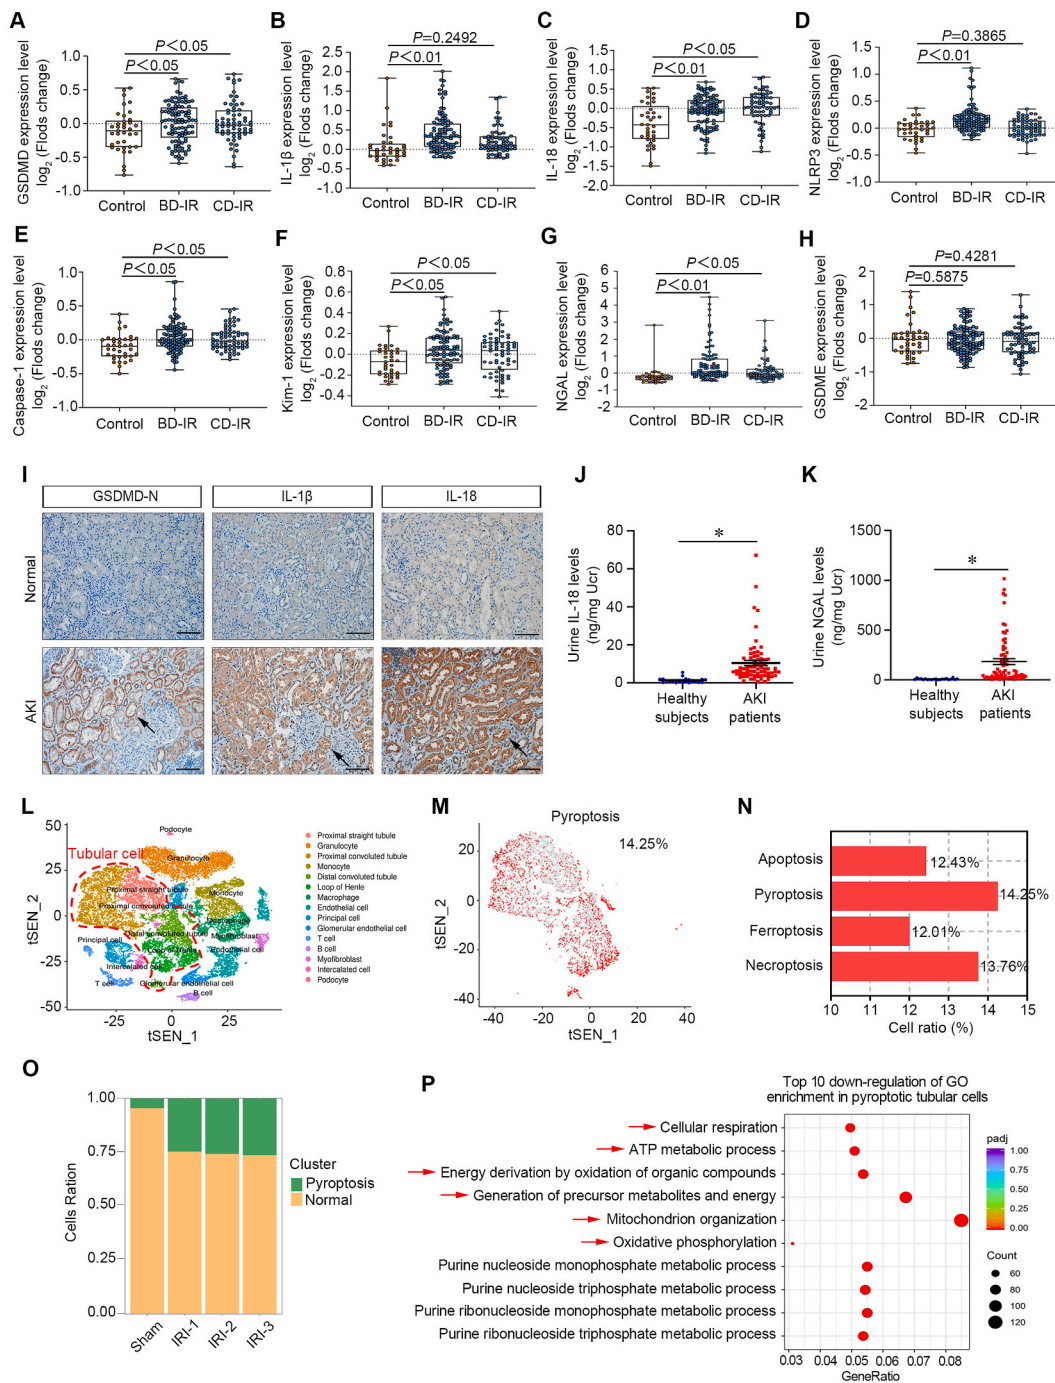 A
GSDMD expression level
log2 (Flods change)
P＜0.05
P＜0.05
1.0
0.5
0.0
-0.5
-1.0
Control
BD-IR
CD-IR
B
IL-1β expression level
log2 (Flods change)
P=0.2492
P＜0.01
2.5
2.0
1.5
1.0
0.5
0.0
-0.5
-1.0
Control
BD-IR
CD-IR
C
IL-18 expression level
log2 (Flods change)
P＜0.05
P＜0.01
1.5
1.0
0.5
0.0
-0.5
-1.0
-1.5
-2.0
Control
BD-IR
CD-IR
D
NLRP3 expression level
log2 (Flods change)
P=0.3865
P＜0.01
1.5
1.0
0.5
0.0
-0.5
-1.0
Control
BD-IR
CD-IR
E
Caspase-1 expression level
log2 (Flods change)
P＜0.05
P＜0.05
1.0
0.5
0.0
-0.5
-1.0
Control
BD-IR
CD-IR
F
Kim-1 expression level
log2 (Flods change)
P＜0.05
P＜0.05
0.8
0.6
0.4
0.2
-0.0
-0.2
-0.4
Control
BD-IR
CD-IR
G
NGAL expression level
log2 (Flods change)
P＜0.05
P＜0.01
6
5
4
3
2
1
0
-1
-2
Control
BD-IR
CD-IR
H
GSDME expression level
log2 (Flods change)
P=0.4281
P=0.5875
2
1
0
-1
-2
Control
BD-IR
CD-IR
I
GSDMD-N
IL-1β
IL-18
Normal
AKI
J
Urine IL-18 levels
(ng/mg Ucr)
*
80
60
40
20
0
Healthy
subjects
AKI
patients
K
Urine NGAL levels
(ng/mg Ucr)
*
1500
1000
500
0
Healthy
subjects
AKI
patients
L
tSEN_2
50
25
0
-25
-50
-25
0
25
tSEN_1
Tubular cell
Podocyte
Granulocyte
Proximal straight tubule
Monocyte
Proximal convoluted tubule
Macrophage
Distal convoluted tubule
Myofibroblast
Principal cell
Loop of Henle
Endothelial cell
Intercalated cell
T cell
Glomerular endothelial cell
B cell
Proximal straight tubule
Granulocyte
Proximal convoluted tubule
Monocyte
Distal convoluted tubule
Loop of Henle
Macrophage
Endothelial cell
Principal cell
Glomerular endothelial cell
T cell
B cell
Myofibroblast
Intercalated cell
Podocyte
M
Pyroptosis
14.25%
tSEN_2
20
0
-20
-40
-40
-20
0
20
40
tSEN_1
N
Apoptosis
12.43%
Pyroptosis
14.25%
Ferroptosis
12.01%
Necroptosis
13.76%
10 11 12 13 14 15
Cell ratio (%)
O
Cells Ration
1.00
0.75
0.50
0.25
0.00
Sham
IRI-1
IRI-2
IRI-3
Cluster
Pyroptosis
Normal
P
Top 10 down-regulation of GO
enrichment in pyroptotic tubular cells
Cellular respiration
ATP metabolic process
Energy derivation by oxidation of organic compounds
Generation of precursor metabolites and energy
Mitochondrion organization
Oxidative phosphorylation
Purine nucleoside monophosphate metabolic process
Purine nucleoside triphosphate metabolic process
Purine ribonucleoside monophosphate metabolic process
Purine ribonucleoside triphosphate metabolic process
0.03 0.04 0.05 0.06 0.07 0.08
GeneRatio
padj
1.00
0.75
0.50
0.25
0.00
Count
60
80
100
120